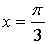 x = π/3